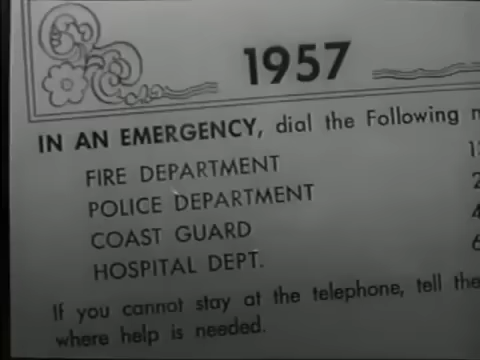 1957
IN AN EMERGENCY, dial the Following
FIRE DEPARTMENT
POLICE DEPARTMENT
COAST GUARD
HOSPITAL DEPT.
If you cannot stay at the telephone, tell the
where help is needed.